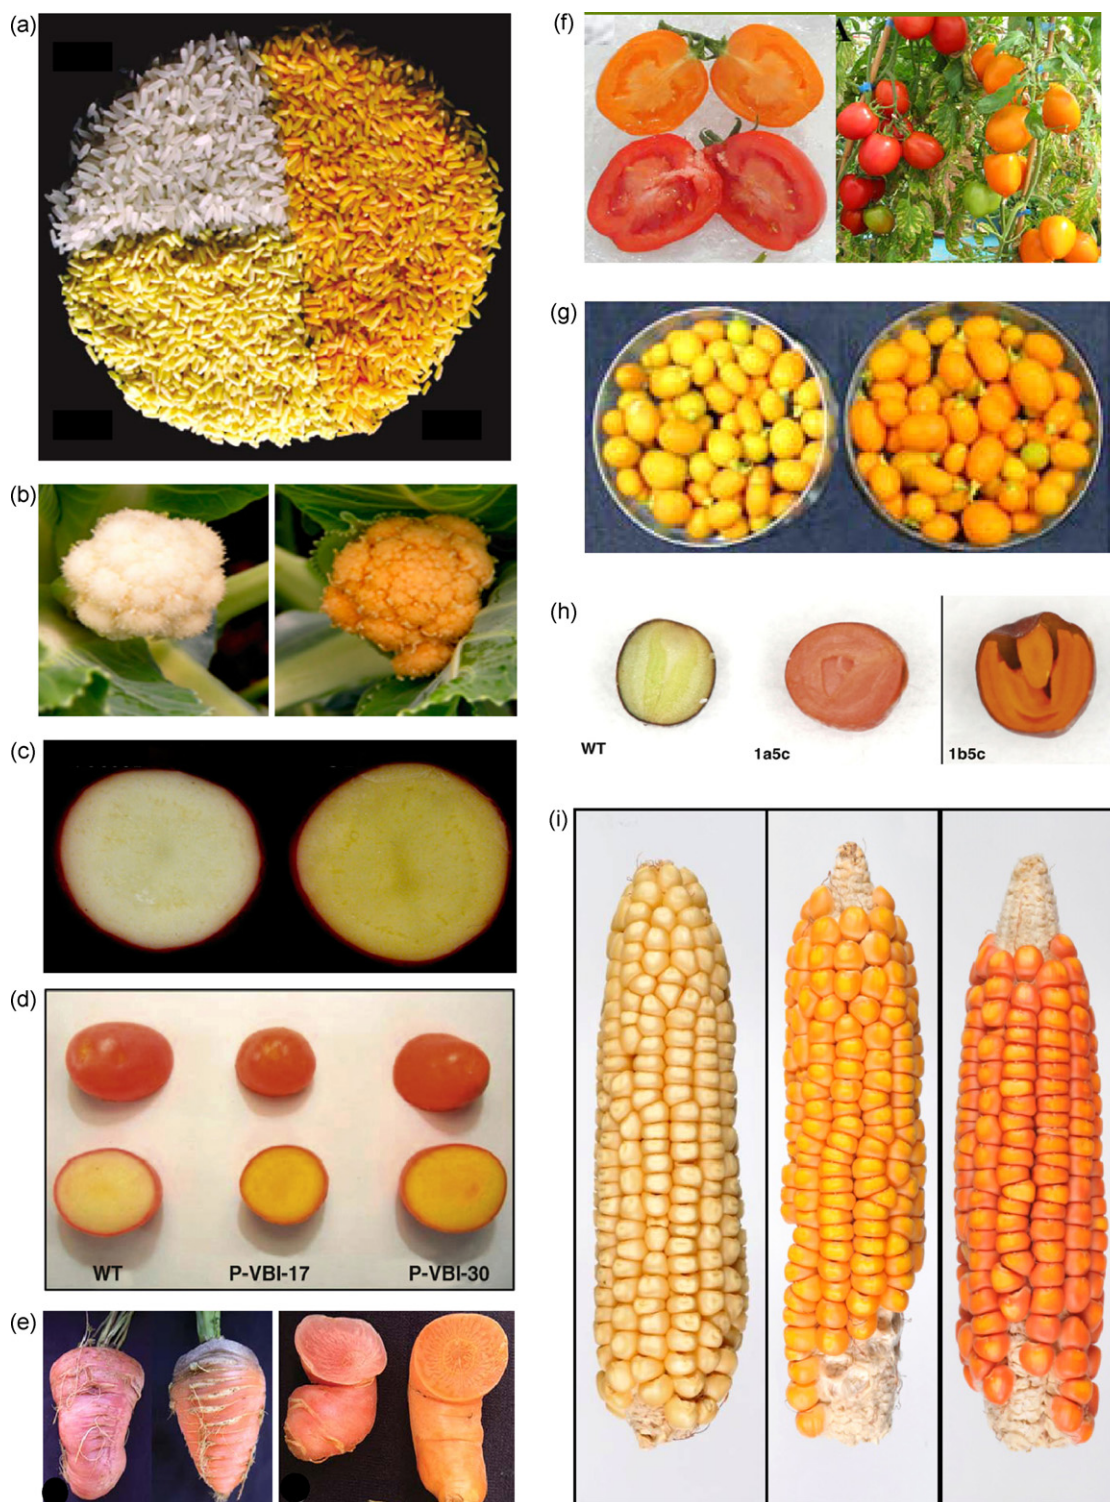 (a)
(b)
(c)
(d)
WT P-VBI-17 P-VBI-30
(e)
(f)
(g)
(h)
WT 1a5c 1b5c
(i)